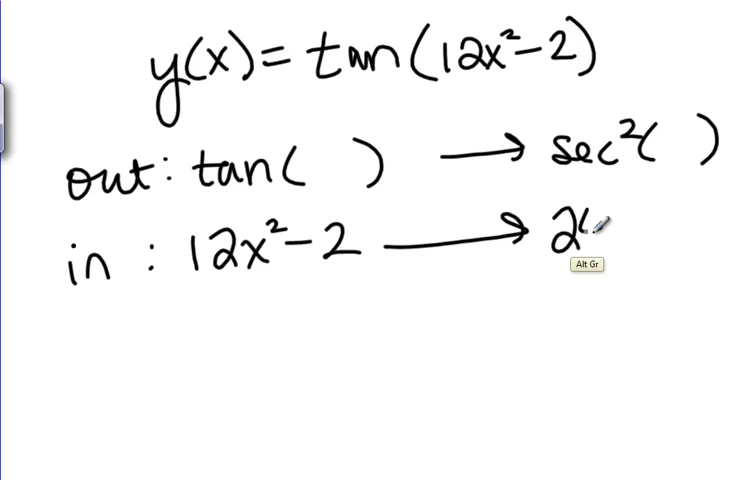 y(x) = tan(12x²-2)
out: tan( ) → sec²( )
in : 12x²-2 → 2
Alt Gr